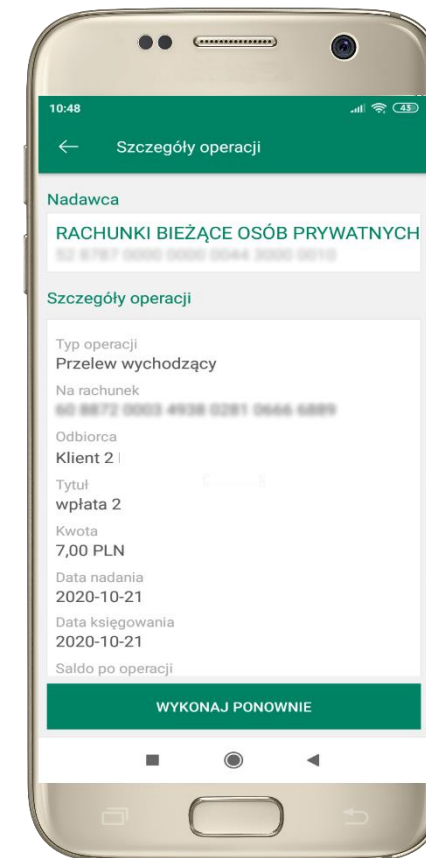 10:48
43
Szczegóły operacji
Nadawca
RACHUNKI BIEŻĄCE OSÓB PRYWATNYCH
Szczegóły operacji
Typ operacji
Przelew wychodzący
Na rachunek
Odbiorca
Klient 2
Tytuł
wpłata 2
Kwota
7,00 PLN
Data nadania
2020-10-21
Data księgowania
2020-10-21
Saldo po operacji
WYKONAJ PONOWNIE